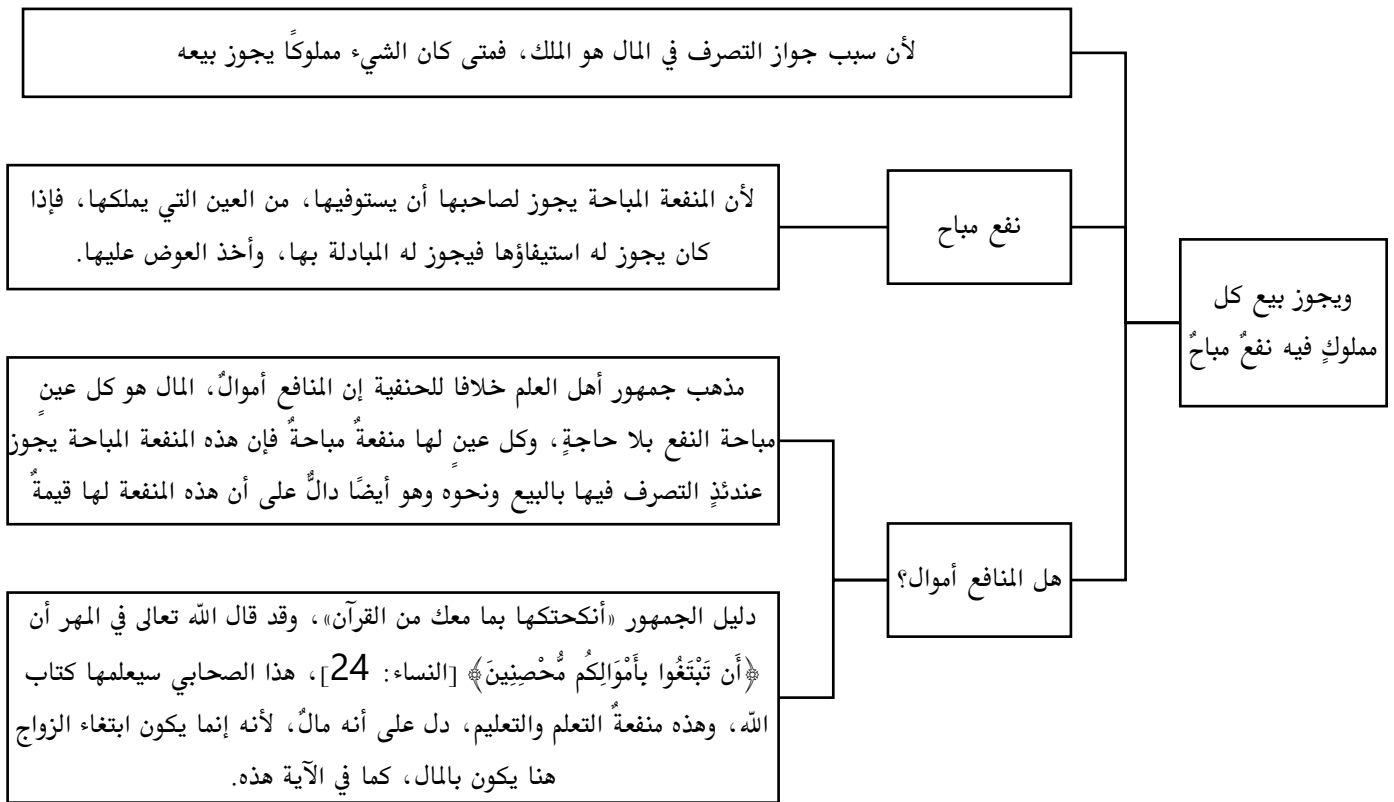 لأن سبب جواز التصرف في المال هو الملك، فمتى كان الشيء مملوكًا يجوز بيعه
لأن المنفعة المباحة يجوز لصاحبها أن يستوفيها، من العين التي يملكها، فإذا
كان يجوز له استيفاؤها فيجوز له المبادلة بها، وأخذ العوض عليها.
نفع مباح
ويجوز بيع كل
مملوكٍ فيه نفعٌ مباحٌ
مذهب جمهور أهل العلم خلافا للحنفية إن المنافع أموالٌ، المال هو كل عينٍ
مباحة النفع بلا حاجةٍ، وكل عينٍ لها منفعةٌ مباحةٌ فإن هذه المنفعة المباحة يجوز
عندئذٍ التصرف فيها بالبيع ونحوه وهو أيضًا دالٌّ على أن هذه المنفعة لها قيمةٌ
هل المنافع أموال؟
دليل الجمهور «أنكحتكها بما معك من القرآن»، وقد قال الله تعالى في المهر أن
﴿أَن تَبْتَغُوا بِأَمْوَالِكُم مُّحْصِنِينَ﴾ [النساء: 24]، هذا الصحابي سيعلمها كتاب
الله، وهذه منفعةُ التعلم والتعليم، دل على أنه مالٌ، لأنه إنما يكون ابتغاء الزواج
هنا يكون بالمال، كما في الآية هذه.